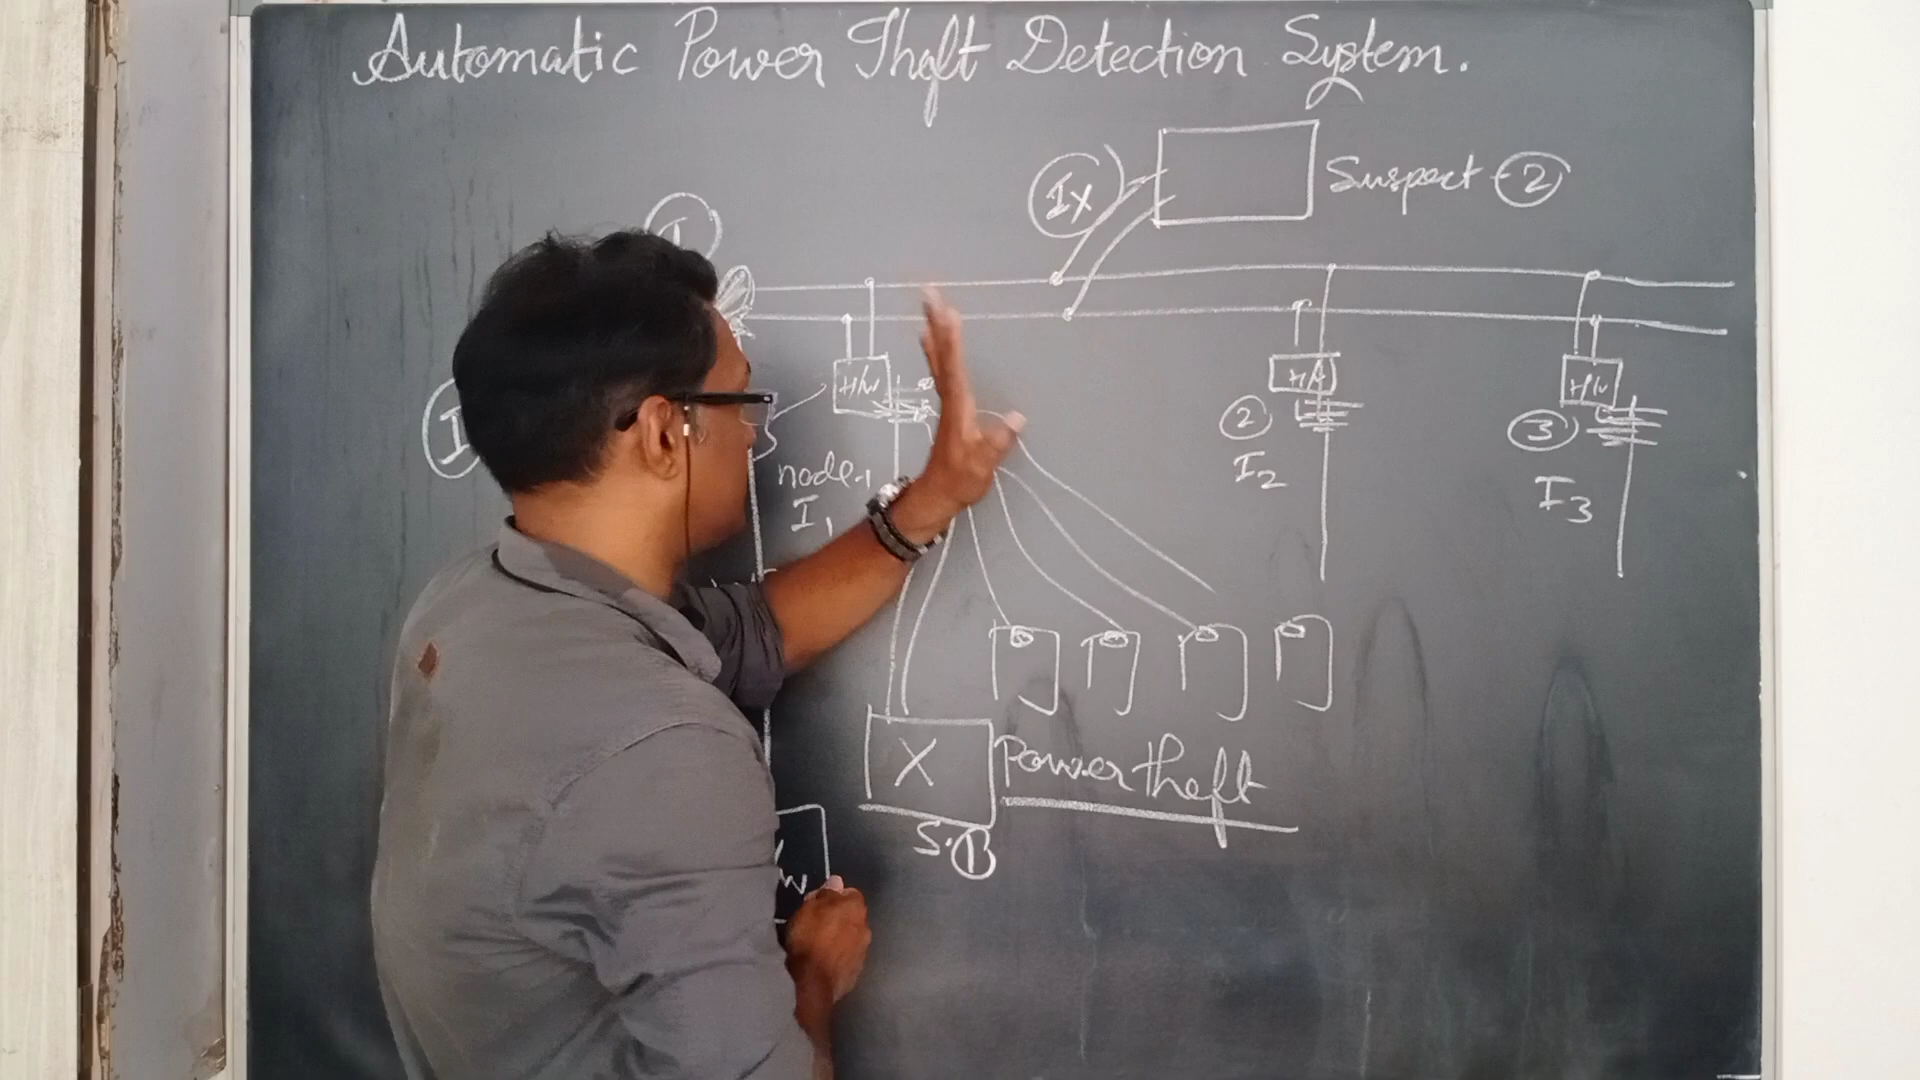 Automatic Power Theft Detection System.
Ix
Suspect - 2
I
H/W
H/W
H/W
I
2
3
node-1
I2
I3
I1
X
Power theft
W
S.1